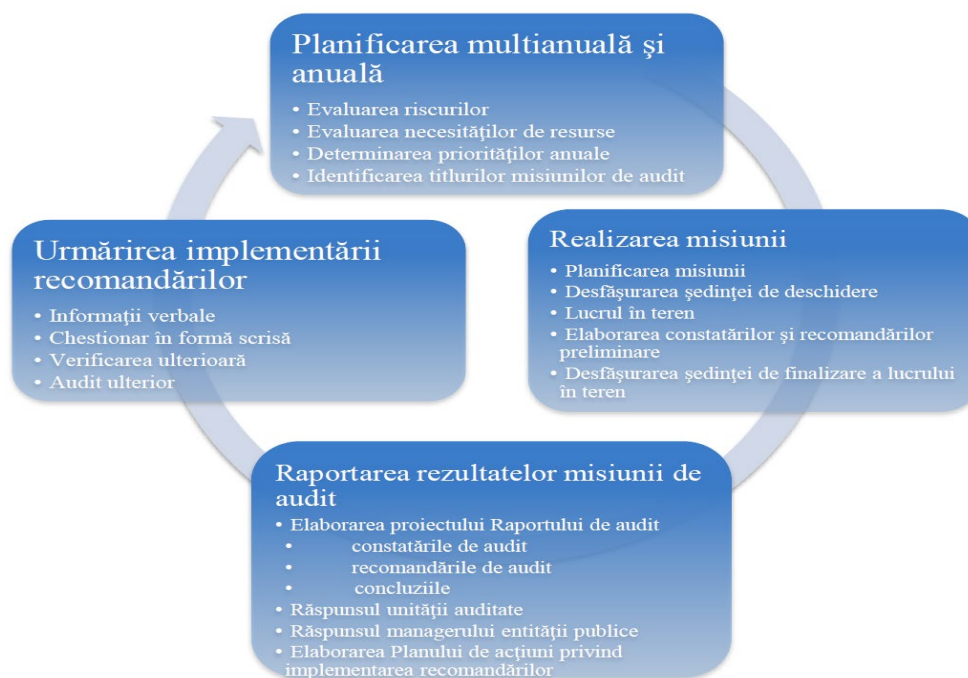 Planificarea multianuală şi
anuală
• Evaluarea riscurilor
• Evaluarea necesităţilor de resurse
• Determinarea priorităţilor anuale
• Identificarea titlurilor misiunilor de audit
Realizarea misiunii
• Planificarea misiunii
• Desfăşurarea şedinţei de deschidere
• Lucrul în teren
• Elaborarea constatărilor şi recomandărilor
preliminare
• Desfăşurarea şedinţei de finalizare a lucrului
în teren
Raportarea rezultatelor misiunii de
audit
• Elaborarea proiectului Raportului de audit
• constatările de audit
• recomandările de audit
• concluziile
• Răspunsul unităţii auditate
• Răspunsul managerului entităţii publice
• Elaborarea Planului de acţiuni privind
implementarea recomandărilor
Urmărirea implementării
recomandărilor
• Informaţii verbale
• Chestionar în formă scrisă
• Verificarea ulterioară
• Audit ulterior